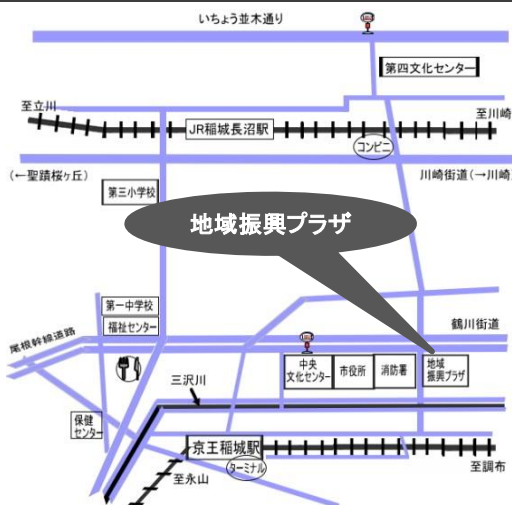 いちょう並木通り
第四文化センター
至立川
至川崎
JR稲城長沼駅
コンビニ
(←聖蹟桜ヶ丘)
川崎街道(→川崎)
第三小学校
地域振興プラザ
第一中学校
福祉センター
鶴川街道
尾根幹線道路
中央
文化センター
市役所
消防署
地域
振興プラザ
三沢川
保健
センター
京王稲城駅
ターミナル
至永山
至調布